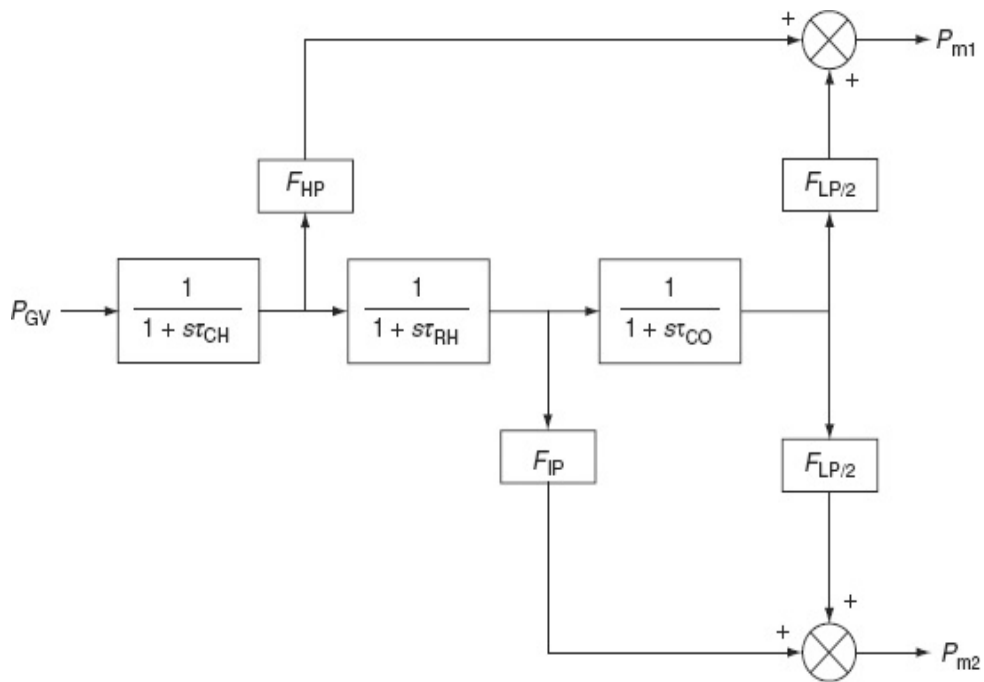 +
P_m1
+
F_HP
F_LP/2
P_GV
1
1 + sτ_CH
1
1 + sτ_RH
1
1 + sτ_CO
F_IP
F_LP/2
+
+
P_m2